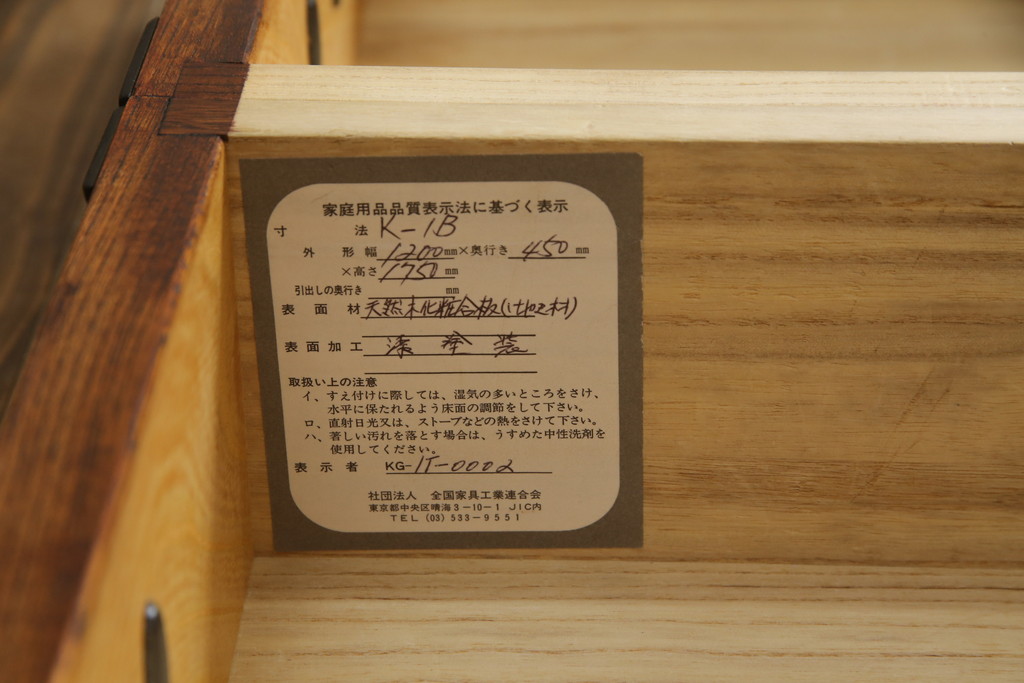 家庭用品品質表示法に基づく表示
寸法 K-1B
外形 幅 1200 mm×奥行き 450 mm
×高さ 1750 mm
引出しの奥行き mm
表面材 天然木化粧合板
表面加工 漆塗装
取扱い上の注意
イ、すえ付けに際しては、湿気の多いところをさけ、
水平に保たれるよう床面の調節をして下さい。
ロ、直射日光又は、ストーブなどの熱をさけて下さい。
ハ、著しい汚れを落とす場合は、うすめた中性洗剤を
使用してください。
表示者 KG-IT-0002
社団法人 全国家具工業連合会
東京都中央区晴海3-10-1 JIC内
TEL (03) 533-9551